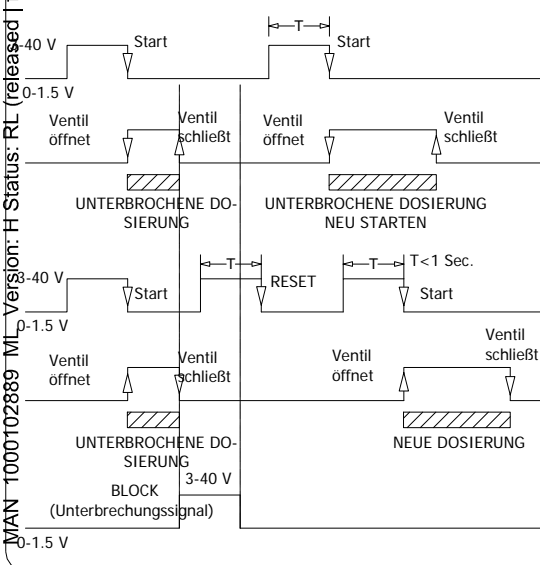 MAN 1000102889 ML Version: H Status: RL (released |
-40 V
Start
T
Start
0-1.5 V
Ventil
öffnet
Ventil
schließt
Ventil
öffnet
Ventil
schließt
UNTERBROCHENE DO-
SIERUNG
UNTERBROCHENE DOSIERUNG
NEU STARTEN
3-40 V
Start
T
RESET
T
T<1 Sec.
Start
0-1.5 V
Ventil
öffnet
Ventil
schließt
Ventil
öffnet
Ventil
schließt
UNTERBROCHENE DO-
SIERUNG
NEUE DOSIERUNG
BLOCK
(Unterbrechungssignal)
3-40 V
0-1.5 V